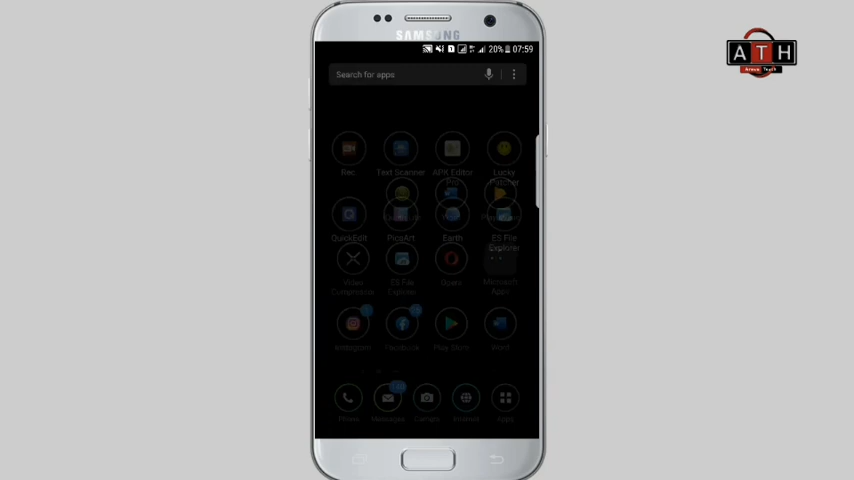 SAMSUNG
20% 07:59
Search for apps
Rec. Text Scanner APK Editor Pro Lucky Patcher
QuickEdit PicoArt Earth ES File Explorer
Video Compressor ES File Explorer Opera Microsoft Apps
Instagram Facebook Play Store Word
Phone Messages Camera Internet Apps
ATH